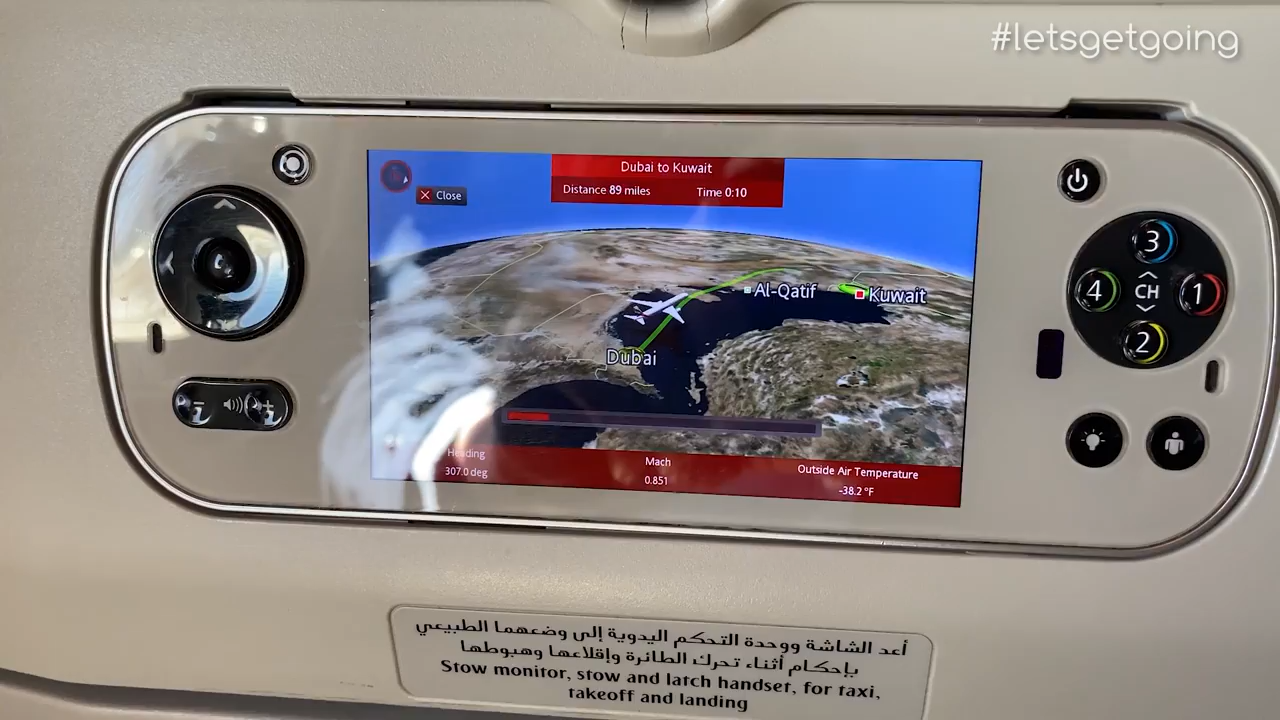 #letsgetgoing
Dubai to Kuwait
Distance 89 miles Time 0:10
Close
Al-Qatif
Kuwait
Dubai
Heading
307.0 deg
Mach
0.851
Outside Air Temperature
-38.2 °F
3
4 CH 1
2
أعد الشاشة ووحدة التحكم اليدوية إلى وضعهما الطبيعي
بإحكام أثناء تحرك الطائرة وإقلاعها وهبوطها
Stow monitor, stow and latch handset, for taxi,
takeoff and landing